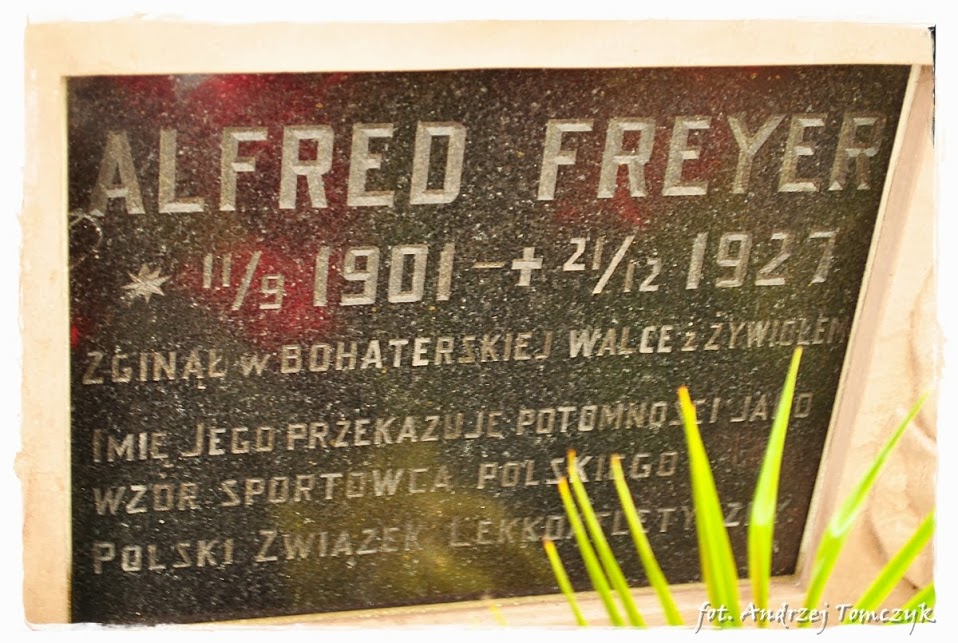 ALFRED FREYER
* 11/9 1901 – + 21/12 1927
ZGINĄŁ W BOHATERSKIEJ WALCE Z ŻYWIOŁEM
IMIĘ JEGO PRZEKAZUJĘ POTOMNOŚCI JAKO
WZÓR SPORTOWCA POLSKIEGO
POLSKI ZWIĄZEK LEKKOATLETYCZNY
fot. Andrzej Tomczyk